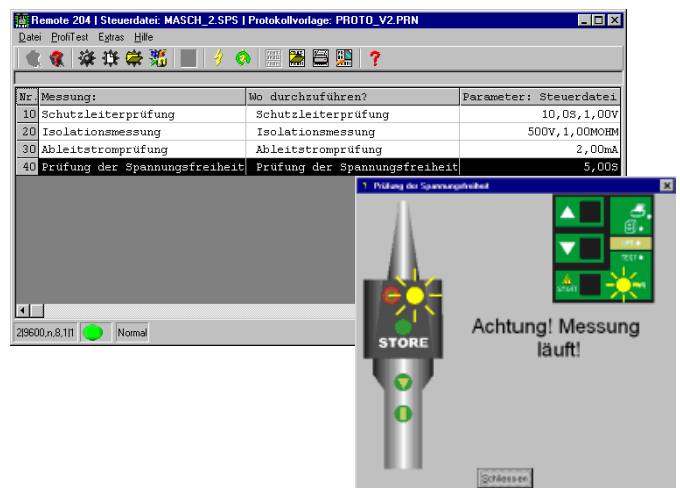 Remote 204 | Steuerdatei: MASCH_2.SPS | Protokollvorlage: PROTO_V2.PRN
Datei ProfiTest Extras Hilfe
Nr. Messung: Wo durchzuführen? Parameter: Steuerdatei
10 Schutzleiterprüfung Schutzleiterprüfung 10,0S,1,00V
20 Isolationsmessung Isolationsmessung 500V,1,00MOHM
30 Ableitstromprüfung Ableitstromprüfung 2,00mA
40 Prüfung der Spannungsfreiheit Prüfung der Spannungsfreiheit 5,00S
2|9600,n,8,1|1 Normal
Prüfung der Spannungsfreiheit
TEST
START
STORE
Achtung! Messung
läuft!
Schliessen